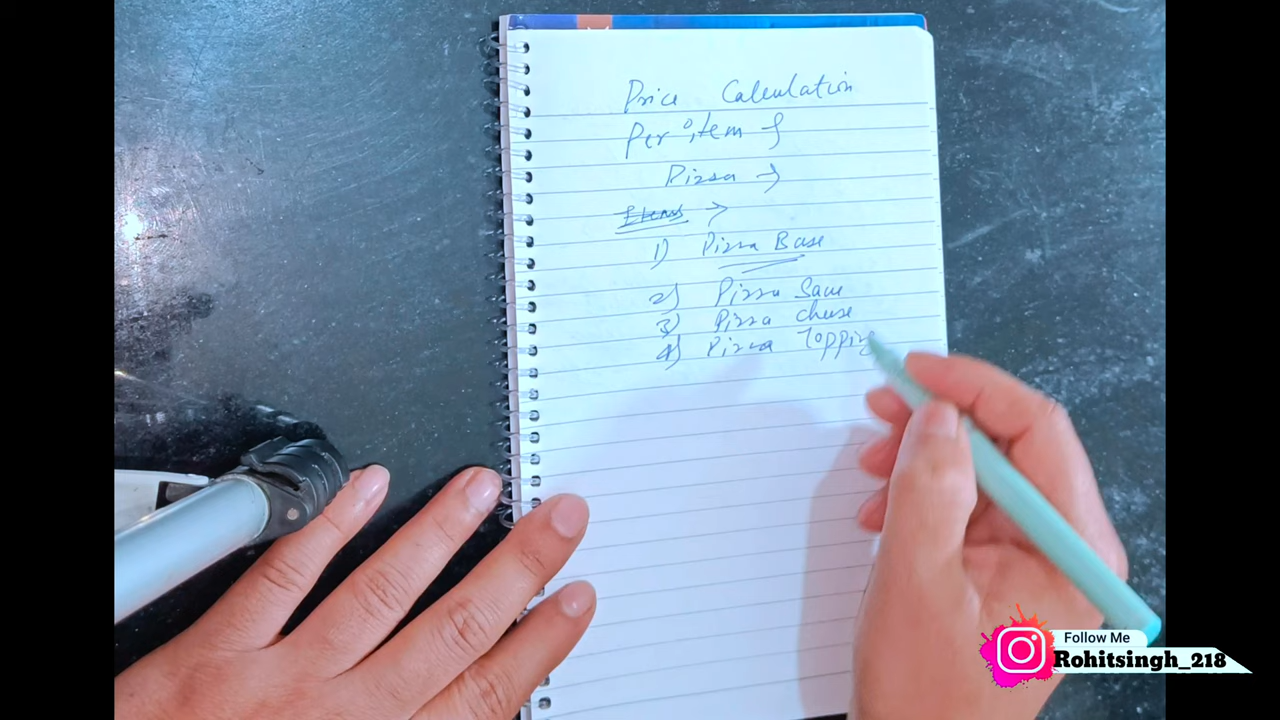 Price Calculation
Per item {
Pizza →
Items →
1) Pizza Base
2) Pizza Sauce
3) Pizza cheese
4) Pizza Topping
Follow Me
Rohitsingh_218